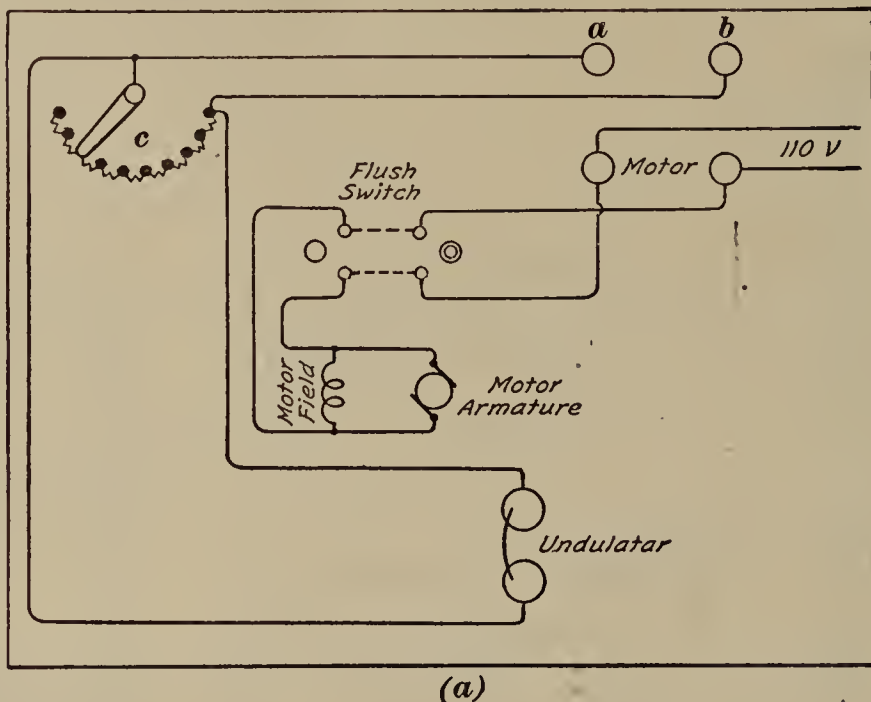 a
b
c
110 V
Motor
Flush
Switch
Motor
Field
Motor
Armature
Undulatar
(a)